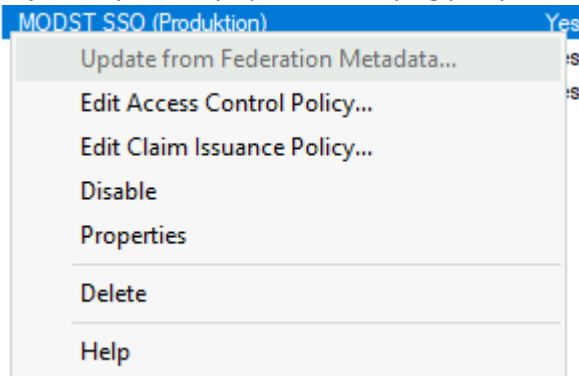 MODST SSO (Produktion) Yes
Update from Federation Metadata...
Edit Access Control Policy...
Edit Claim Issuance Policy...
Disable
Properties
Delete
Help